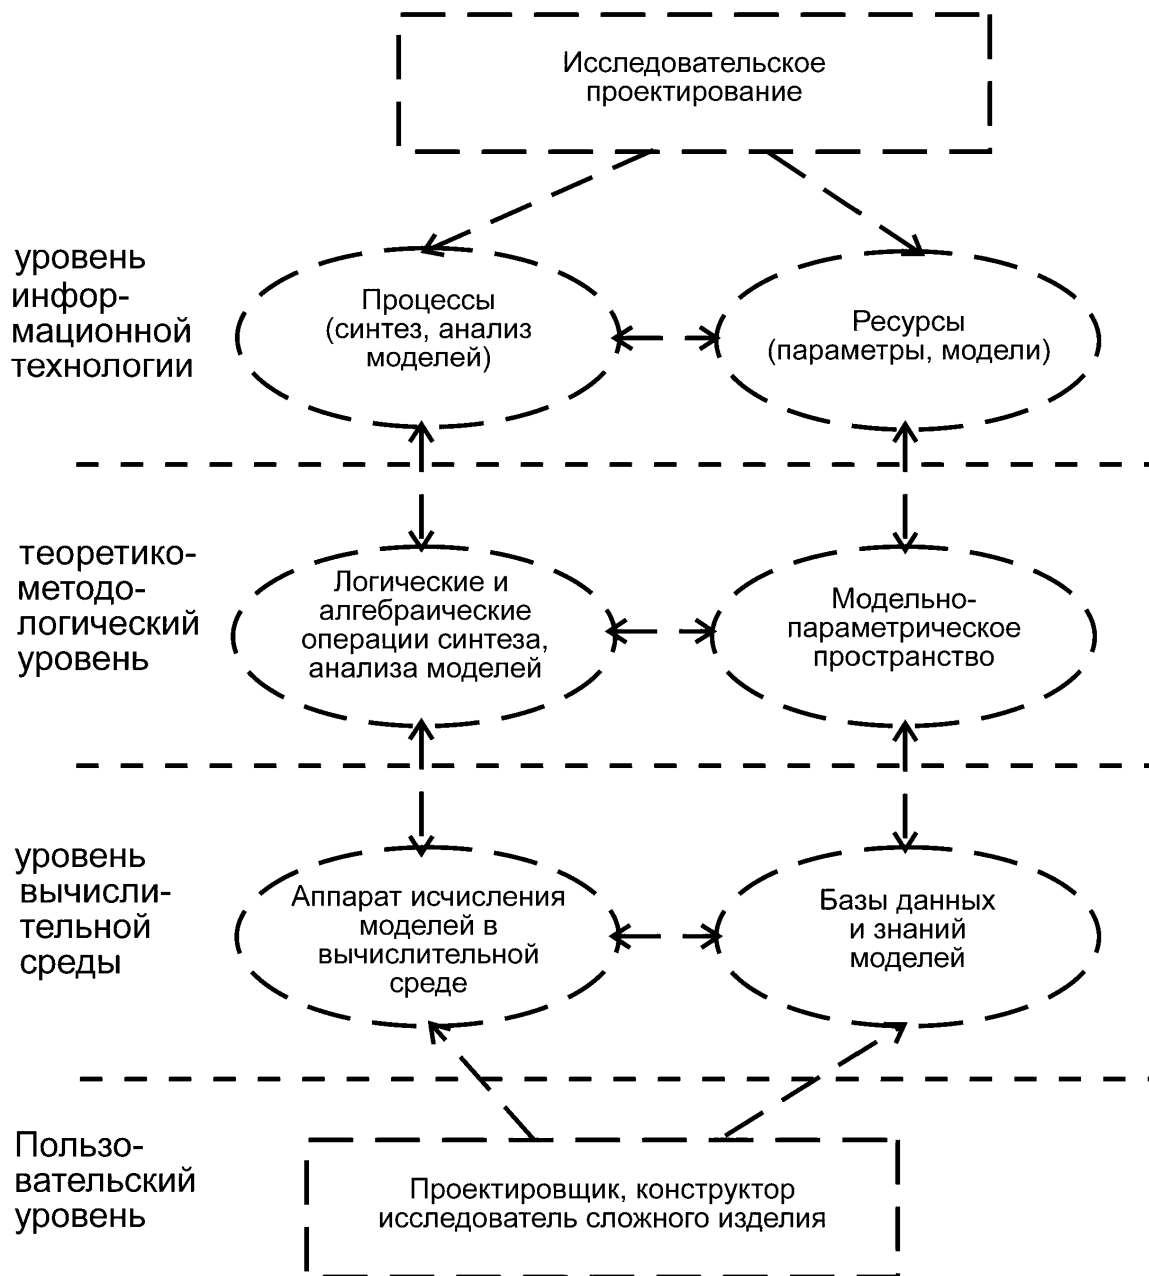 Исследовательское
проектирование
уровень
инфор-
мационной
технологии
Процессы
(синтез, анализ
моделей)
Ресурсы
(параметры, модели)
теоретико-
методо-
логический
уровень
Логические и
алгебраические
операции синтеза,
анализа моделей
Модельно-
параметрическое
пространство
уровень
вычисли-
тельной
среды
Аппарат исчисления
моделей в
вычислительной
среде
Базы данных
и знаний
моделей
Пользо-
вательский
уровень
Проектировщик, конструктор
исследователь сложного изделия